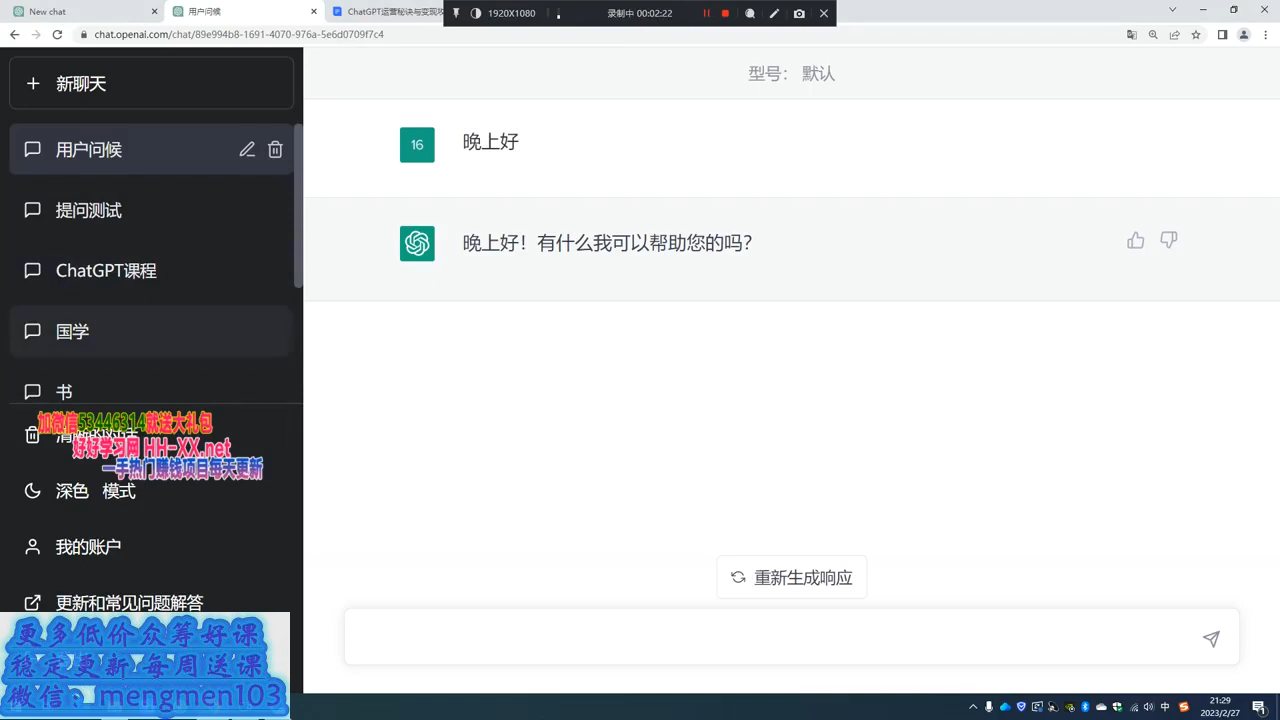 New chat
用户问候
ChatGPT运营秘诀与变现攻
1920X1080
录制中 00:02:22
chat.openai.com/chat/89e994b8-1691-4070-976a-5e6d0709f7c4
新聊天
型号： 默认
用户问候
16
晚上好
提问测试
晚上好！有什么我可以帮助您的吗？
ChatGPT课程
国学
书
加微信53446314就送大礼包
好好学习网 HH-XX.net
一手热门赚钱项目每天更新
深色 模式
我的账户
重新生成响应
更新和常见问题解答
更多低价众筹好课
稳定更新 每周送课
微信：mengmen103
中
21:29
2023/2/27